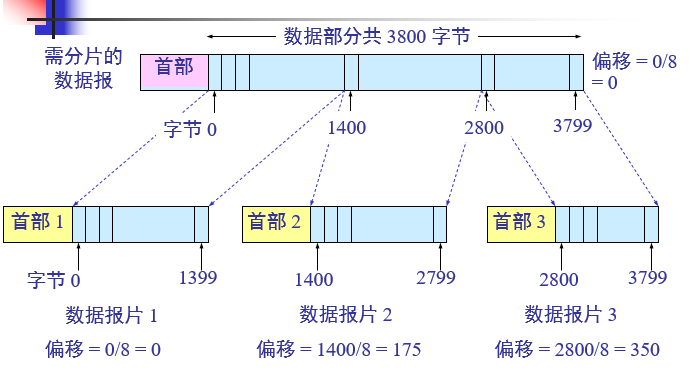 数据部分共 3800 字节
需分片的
数据报
首部
偏移 = 0/8
= 0
字节 0
1400
2800
3799
首部 1
首部 2
首部 3
字节 0
1399
1400
2799
2800
3799
数据报片 1
数据报片 2
数据报片 3
偏移 = 0/8 = 0
偏移 = 1400/8 = 175
偏移 = 2800/8 = 350